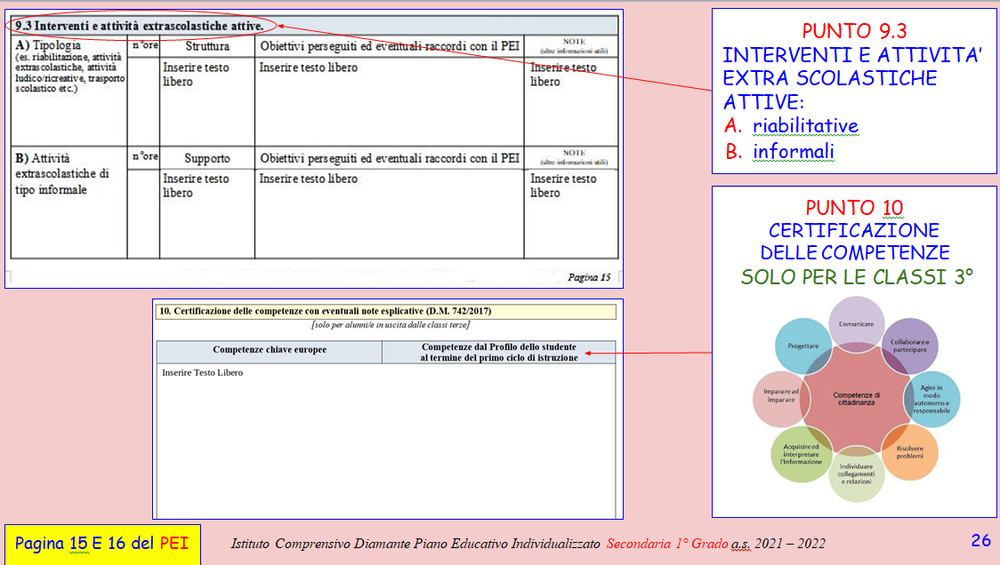 9.3 Interventi e attività extrascolastiche attive.
A) Tipologia
(es. riabilitazione, attività
extrascolastiche, attività
ludico/ricreative, trasporto
scolastico etc.)
n°ore
Struttura
Obiettivi perseguiti ed eventuali raccordi con il PEI
NOTE
(altre informazioni utili)
Inserire testo
libero
Inserire testo libero
Inserire testo
libero
B) Attività
extrascolastiche di
tipo informale
n°ore
Supporto
Obiettivi perseguiti ed eventuali raccordi con il PEI
NOTE
(altre informazioni utili)
Inserire testo
libero
Inserire testo libero
Inserire testo
libero
Pagina 15
PUNTO 9.3
INTERVENTI E ATTIVITA'
EXTRA SCOLASTICHE
ATTIVE:
A. riabilitative
B. informali
10. Certificazione delle competenze con eventuali note esplicative (D.M. 742/2017)
[solo per alunni/e in uscita dalle classi terze]
Competenze chiave europee
Competenze dal Profilo dello studente
al termine del primo ciclo di istruzione
Inserire Testo Libero
PUNTO 10
CERTIFICAZIONE
DELLE COMPETENZE
SOLO PER LE CLASSI 3°
Comunicare
Collaborare e
partecipare
Agire in
modo
autonomo e
responsabile
Risolvere
problemi
Individuare
collegamenti
e relazioni
Acquisire ed
interpretare
l'informazione
Imparare ad
imparare
Progettare
Competenze di
cittadinanza
Pagina 15 E 16 del PEI
Istituto Comprensivo Diamante Piano Educativo Individualizzato Secondaria 1° Grado a.s. 2021 – 2022
26